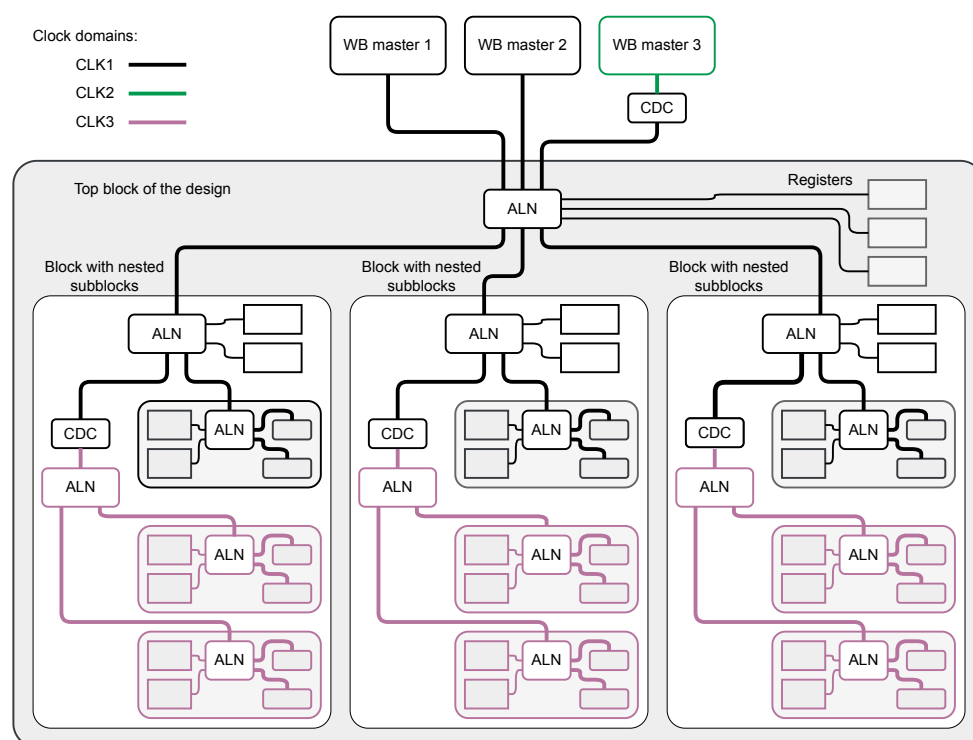 Clock domains:
CLK1
CLK2
CLK3
WB master 1
WB master 2
WB master 3
CDC
Top block of the design
ALN
Registers
Block with nested
subblocks
Block with nested
subblocks
Block with nested
subblocks
ALN
ALN
ALN
CDC
ALN
CDC
ALN
CDC
ALN
ALN
ALN
ALN
ALN
ALN
ALN
ALN
ALN
ALN